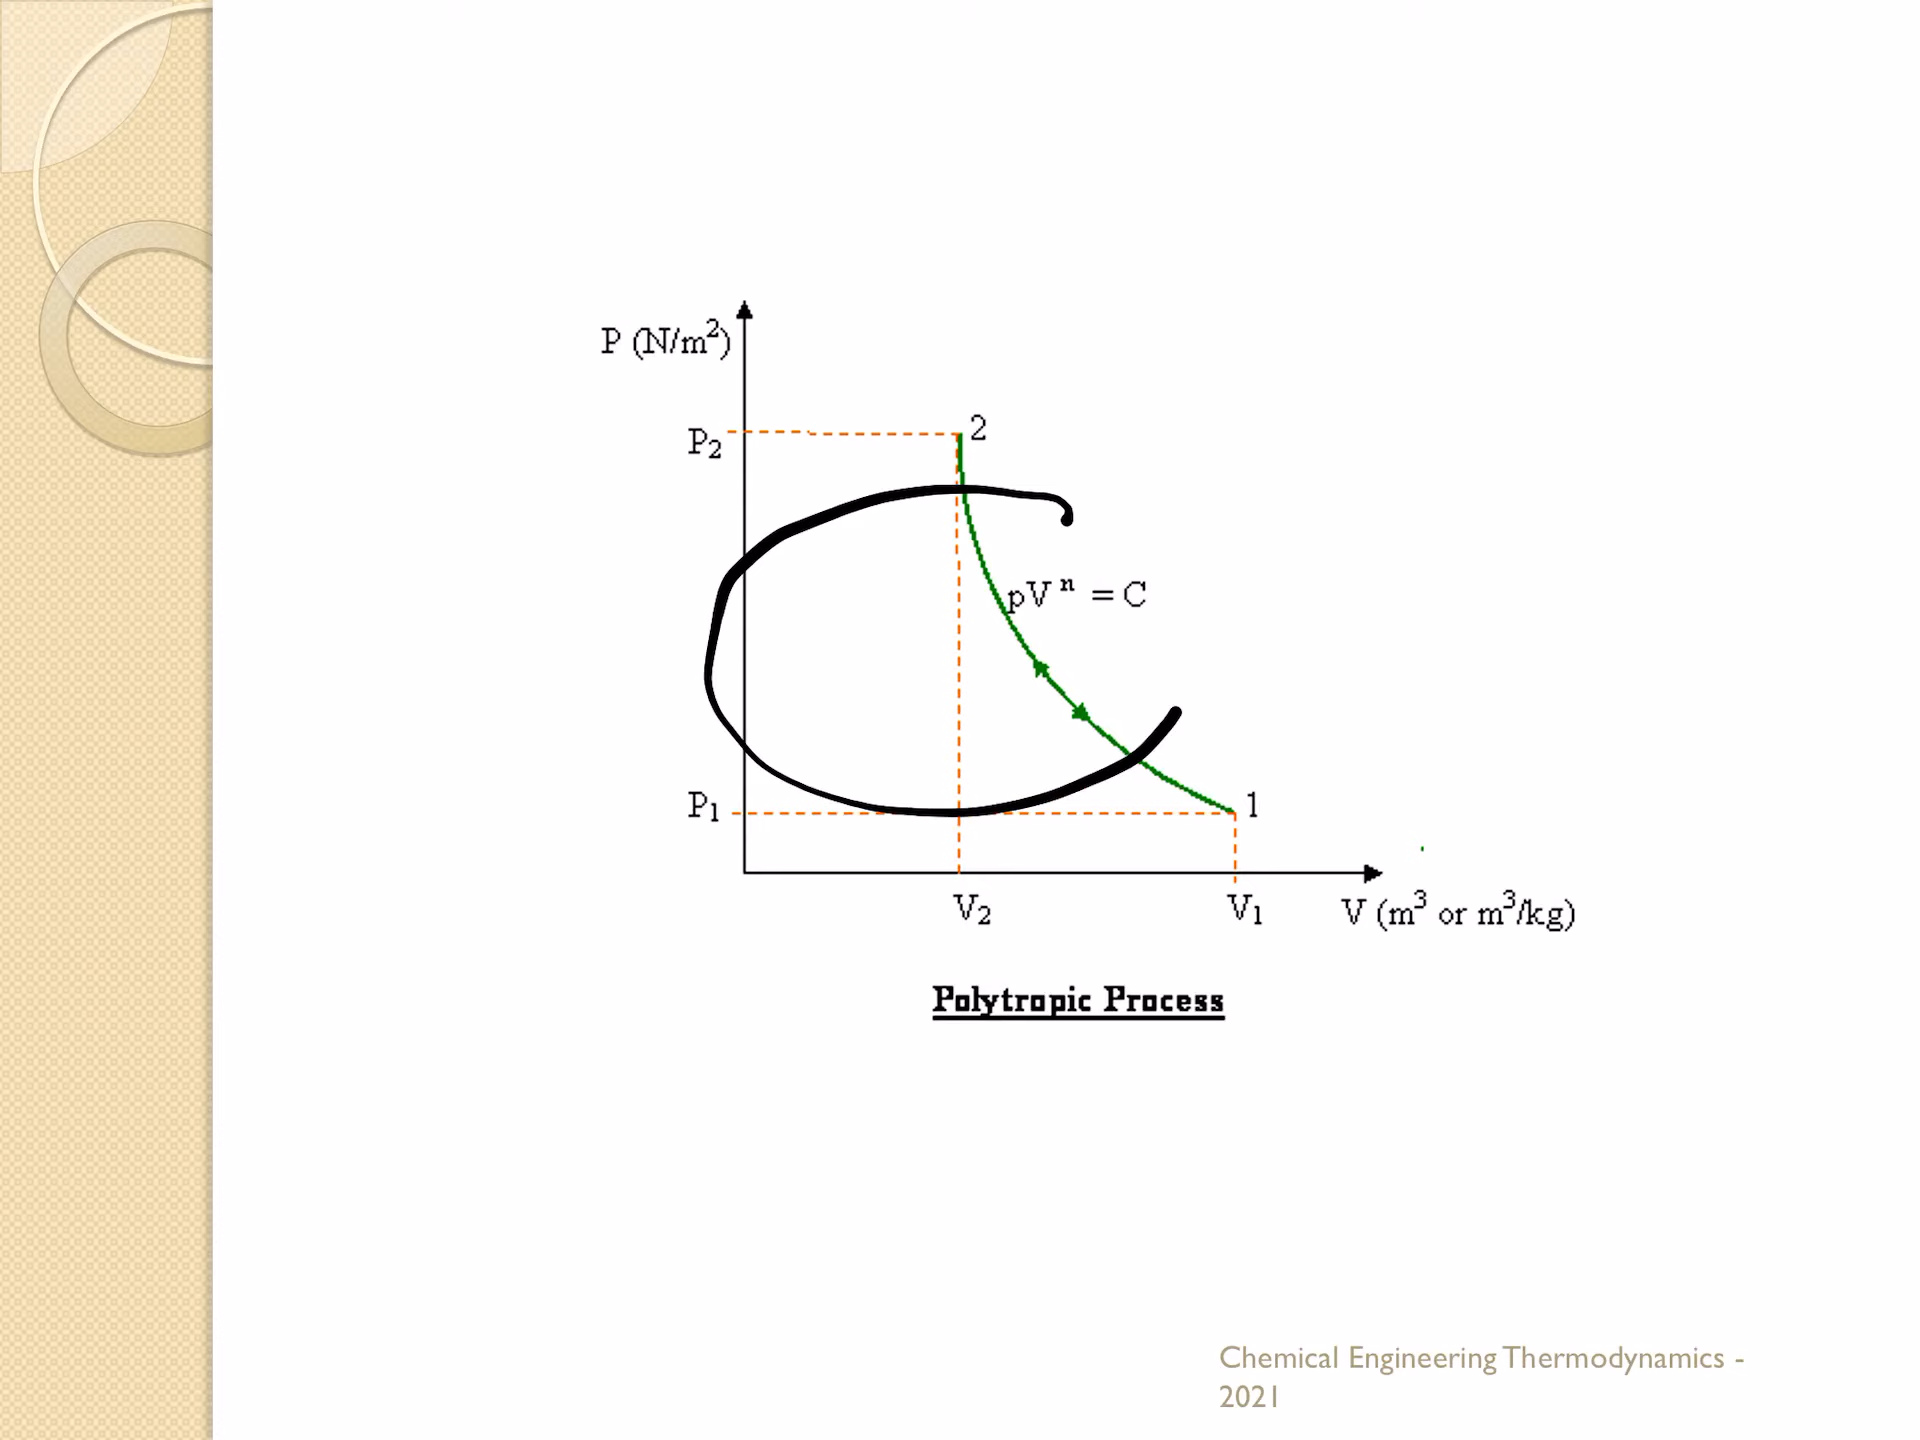 P (N/m²)
P₂
2
pVⁿ = C
P₁
1
V₂
V₁
V (m³ or m³/kg)
Polytropic Process
Chemical Engineering Thermodynamics -
2021